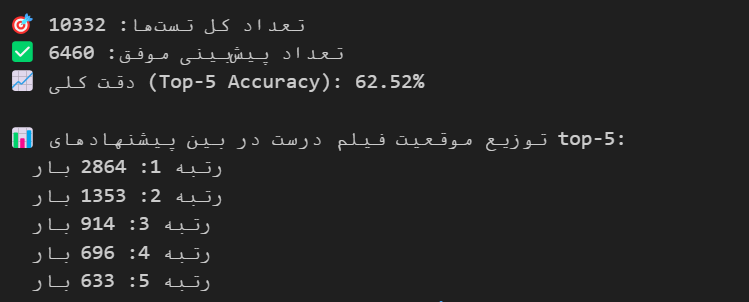 🎯 تعداد کل تست‌ها: 10332
✅ تعداد پیش‌بینی موفق: 6460
📈 دقت کلی (Top-5 Accuracy): 62.52%
📊 توزیع موقعیت فیلم درست در بین پیشنهادهای top-5:
رتبه 1: 2864 بار
رتبه 2: 1353 بار
رتبه 3: 914 بار
رتبه 4: 696 بار
رتبه 5: 633 بار